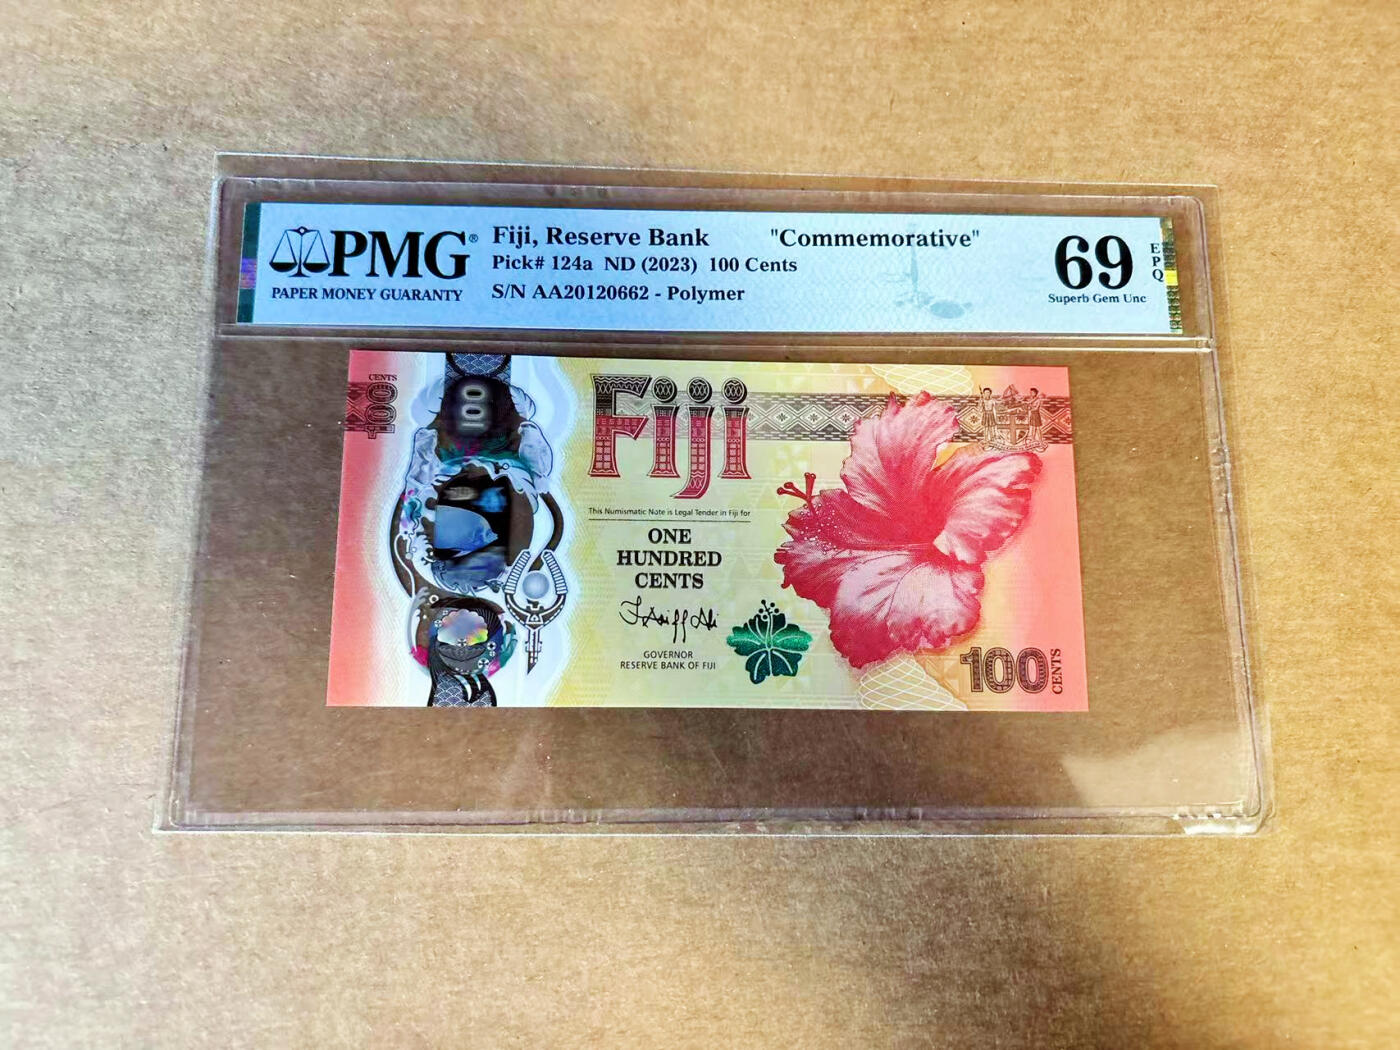 PMG®
PAPER MONEY GUARANTY
Fiji, Reserve Bank "Commemorative"
Pick# 124a ND (2023) 100 Cents
S/N AA20120662 - Polymer
69
EPQ
Superb Gem Unc
CENTS
100
100
Fiji
This Numismatic Note is Legal Tender in Fiji for
ONE
HUNDRED
CENTS
GOVERNOR
RESERVE BANK OF FIJI
100
CENTS